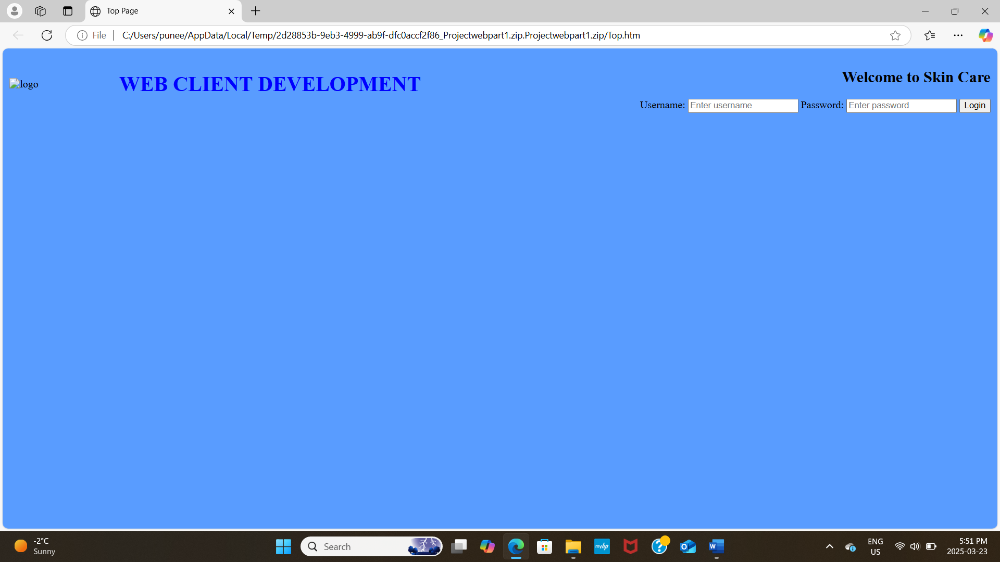 Top Page
File
C:/Users/punee/AppData/Local/Temp/2d28853b-9eb3-4999-ab9f-dfc0accf2f86_Projectwebpart1.zip.Projectwebpart1.zip/Top.htm
logo
WEB CLIENT DEVELOPMENT
Welcome to Skin Care
Username: Enter username Password: Enter password Login
-2°C
Sunny
Search
myhp
ENG
US
5:51 PM
2025-03-23